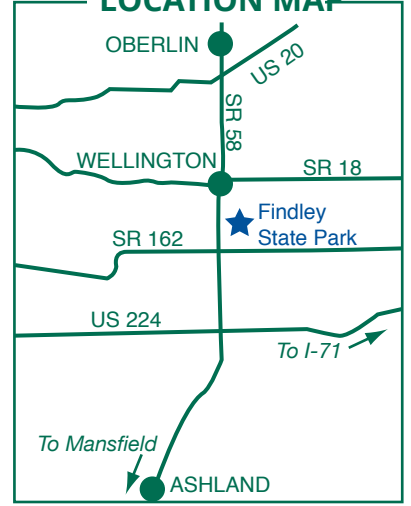 LOCATION MAP
OBERLIN
US 20
SR 58
WELLINGTON
SR 18
Findley
State Park
SR 162
US 224
To I-71
To Mansfield
ASHLAND